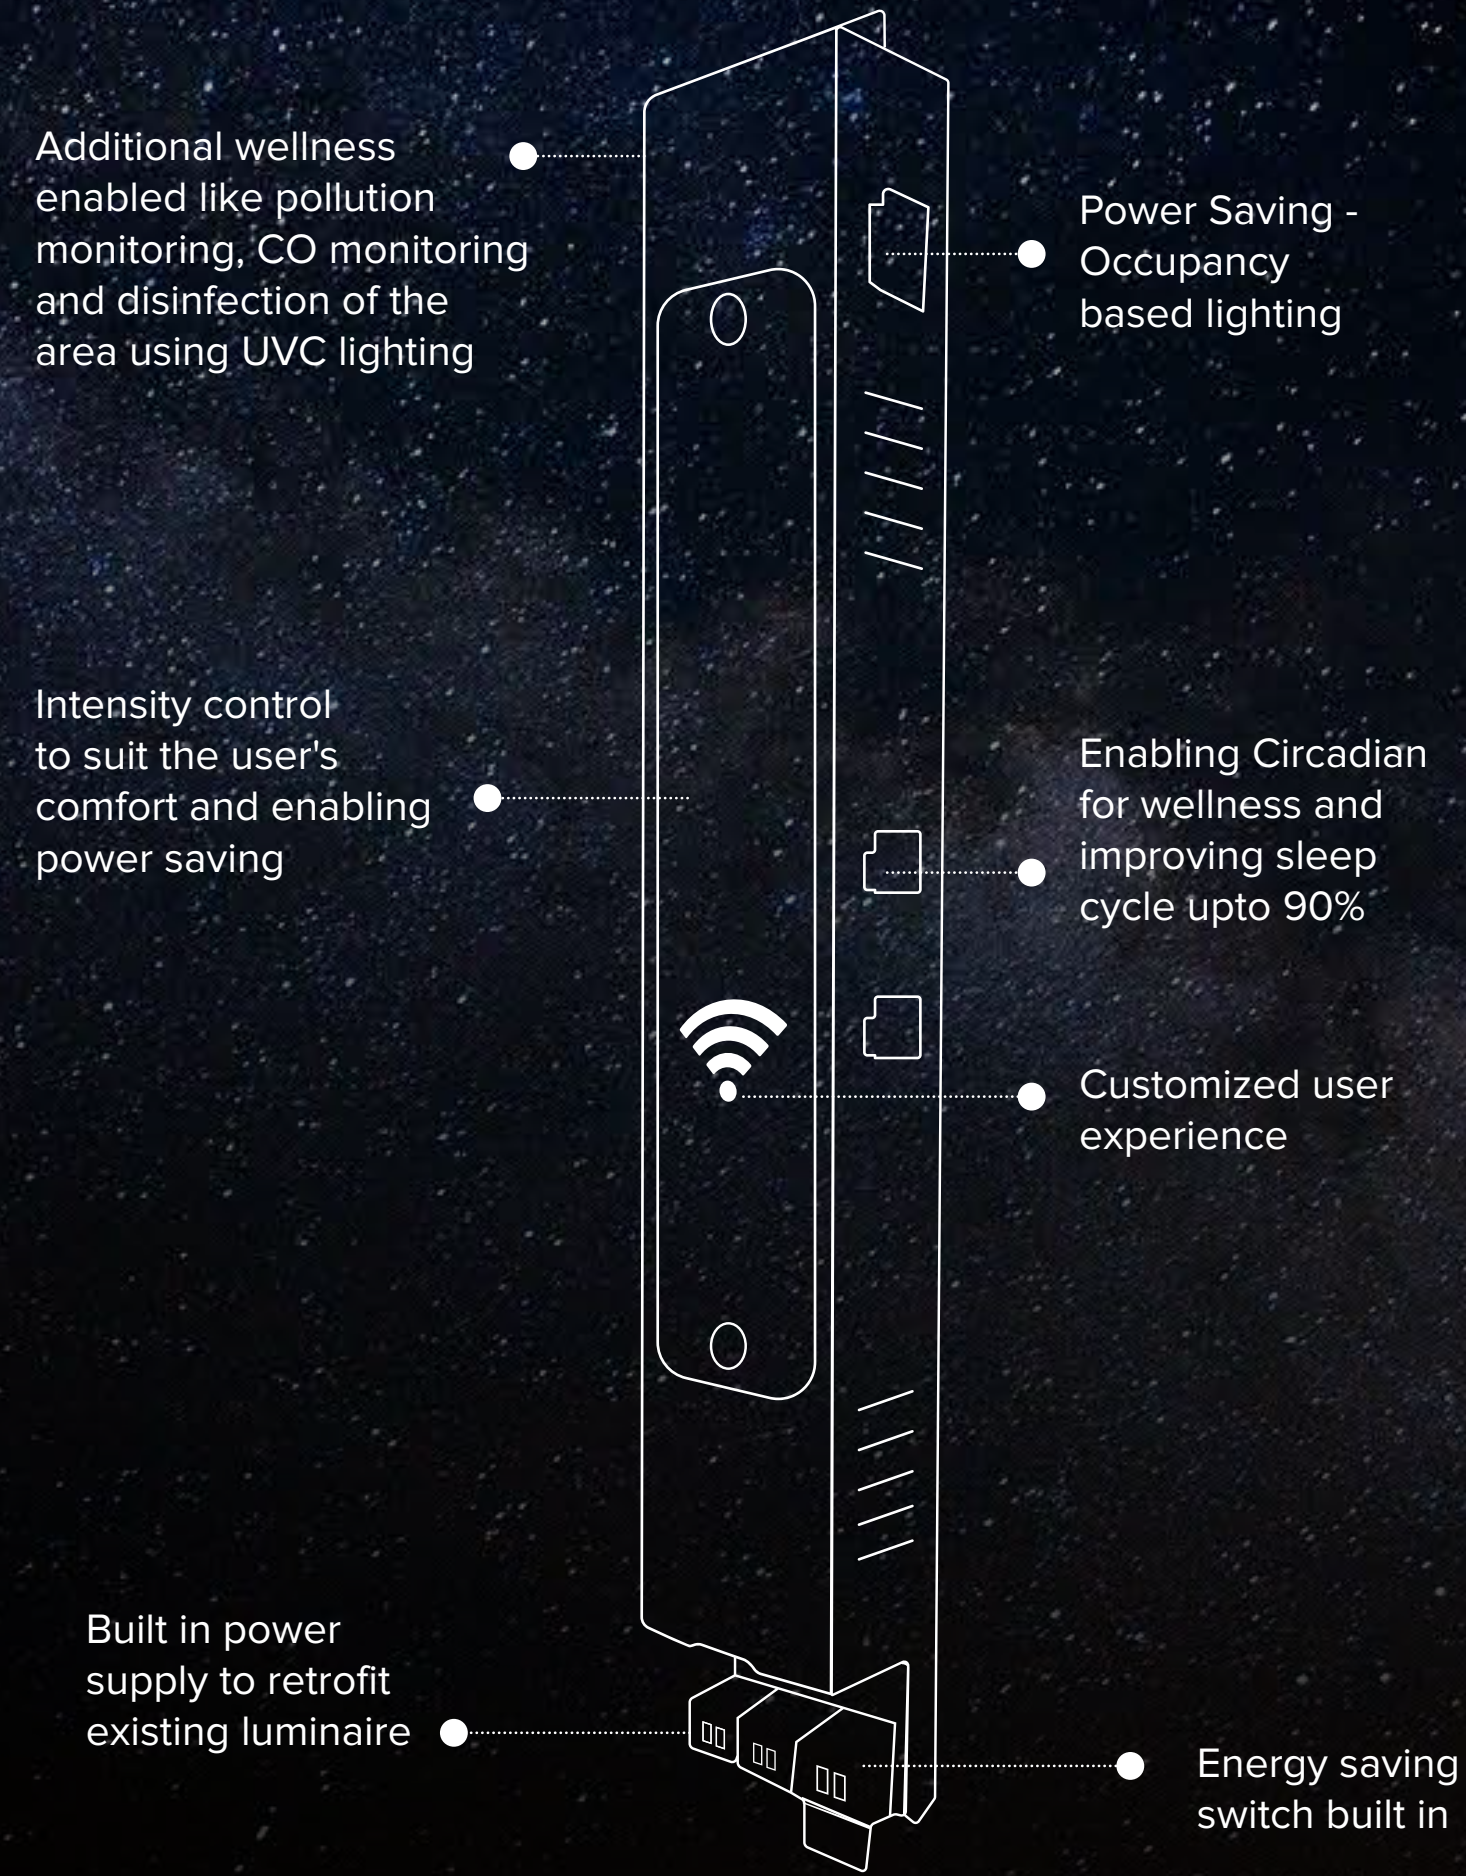 Additional wellness
enabled like pollution
monitoring, CO monitoring
and disinfection of the
area using UVC lighting
Power Saving -
Occupancy
based lighting
Intensity control
to suit the user's
comfort and enabling
power saving
Enabling Circadian
for wellness and
improving sleep
cycle upto 90%
Customized user
experience
Built in power
supply to retrofit
existing luminaire
Energy saving
switch built in